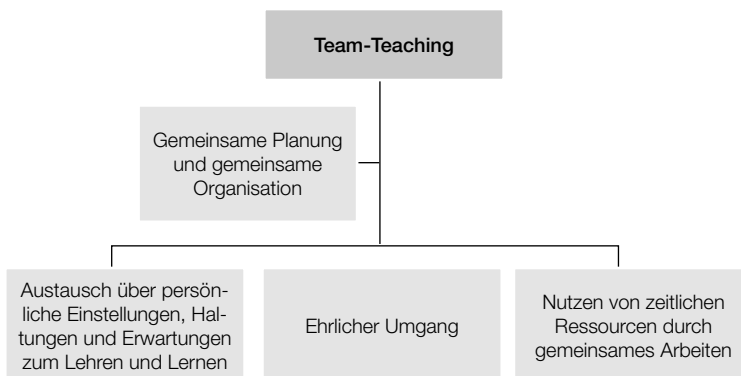 Team-Teaching
Gemeinsame Planung
und gemeinsame
Organisation
Austausch über persön-
liche Einstellungen, Hal-
tungen und Erwartungen
zum Lehren und Lernen
Ehrlicher Umgang
Nutzen von zeitlichen
Ressourcen durch
gemeinsames Arbeiten